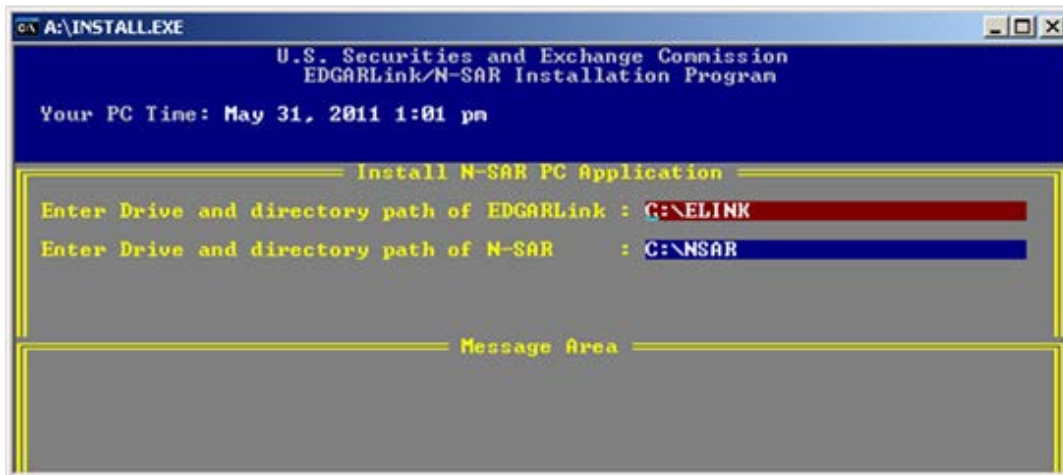 A:\INSTALL.EXE
U.S. Securities and Exchange Commission
EDGARLink/N-SAR Installation Program
Your PC Time: May 31, 2011 1:01 pm
Install N-SAR PC Application
Enter Drive and directory path of EDGARLink : C:\ELINK
Enter Drive and directory path of N-SAR : C:\NSAR
Message Area